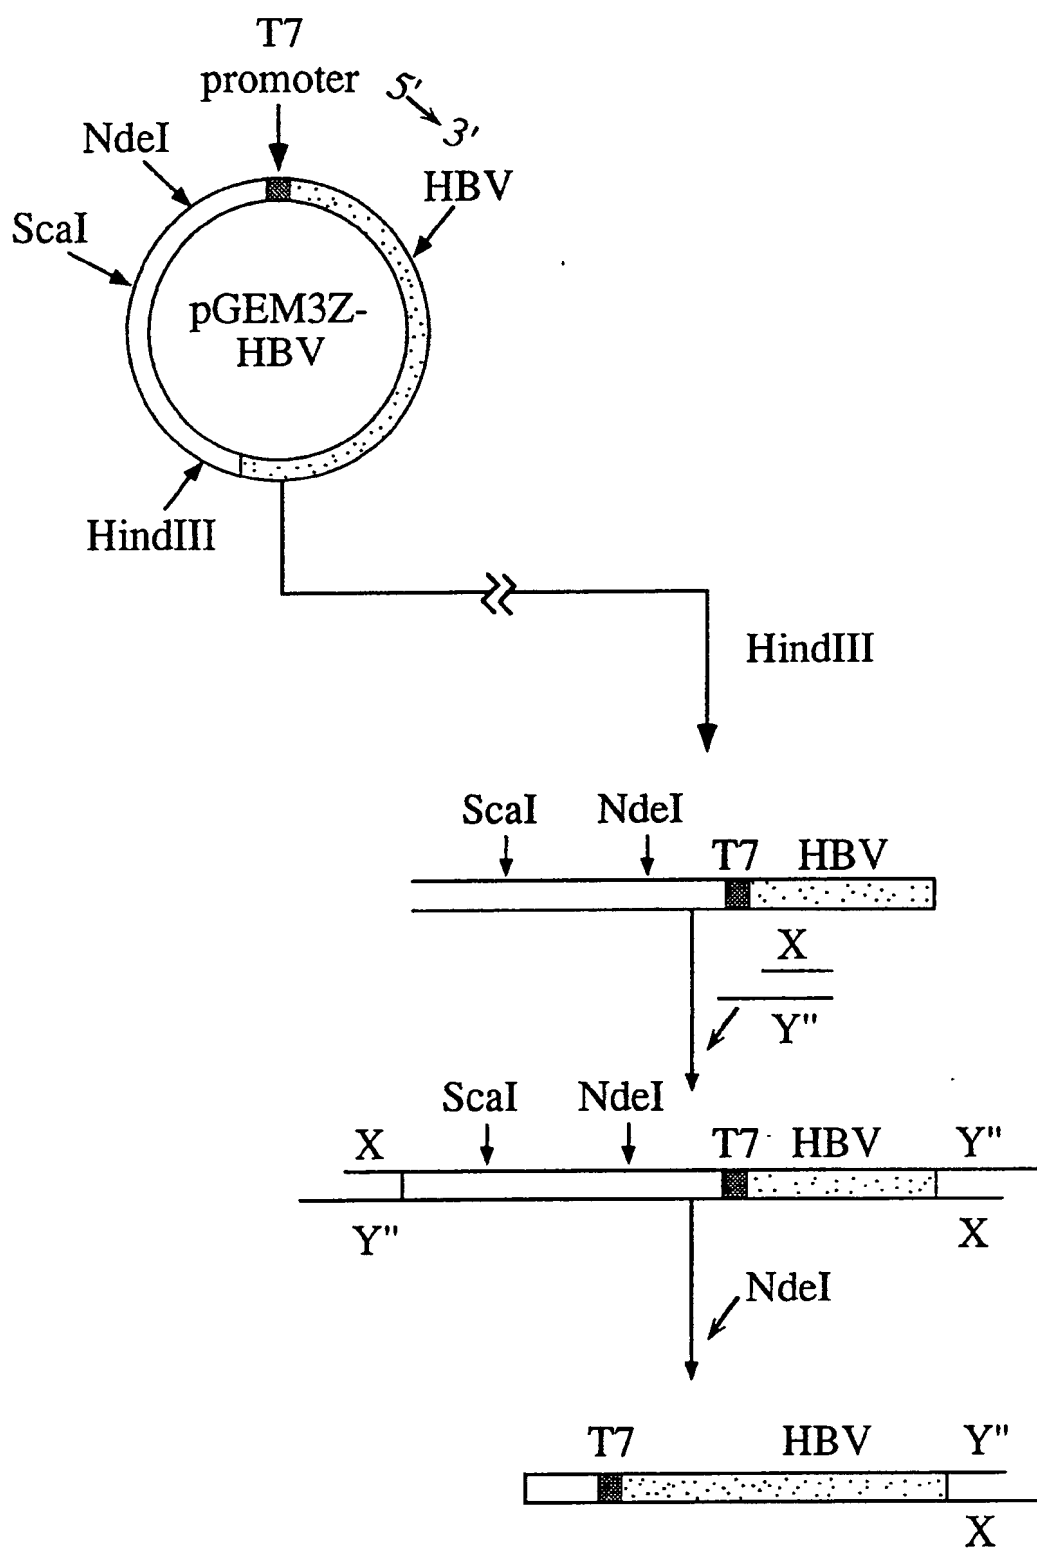 T7
promoter
5'
3'
NdeI
HBV
ScaI
pGEM3Z-
HBV
HindIII
HindIII
ScaI NdeI
T7 HBV
X
Y"
ScaI NdeI
X T7 HBV Y"
Y" X
NdeI
T7 HBV Y"
X